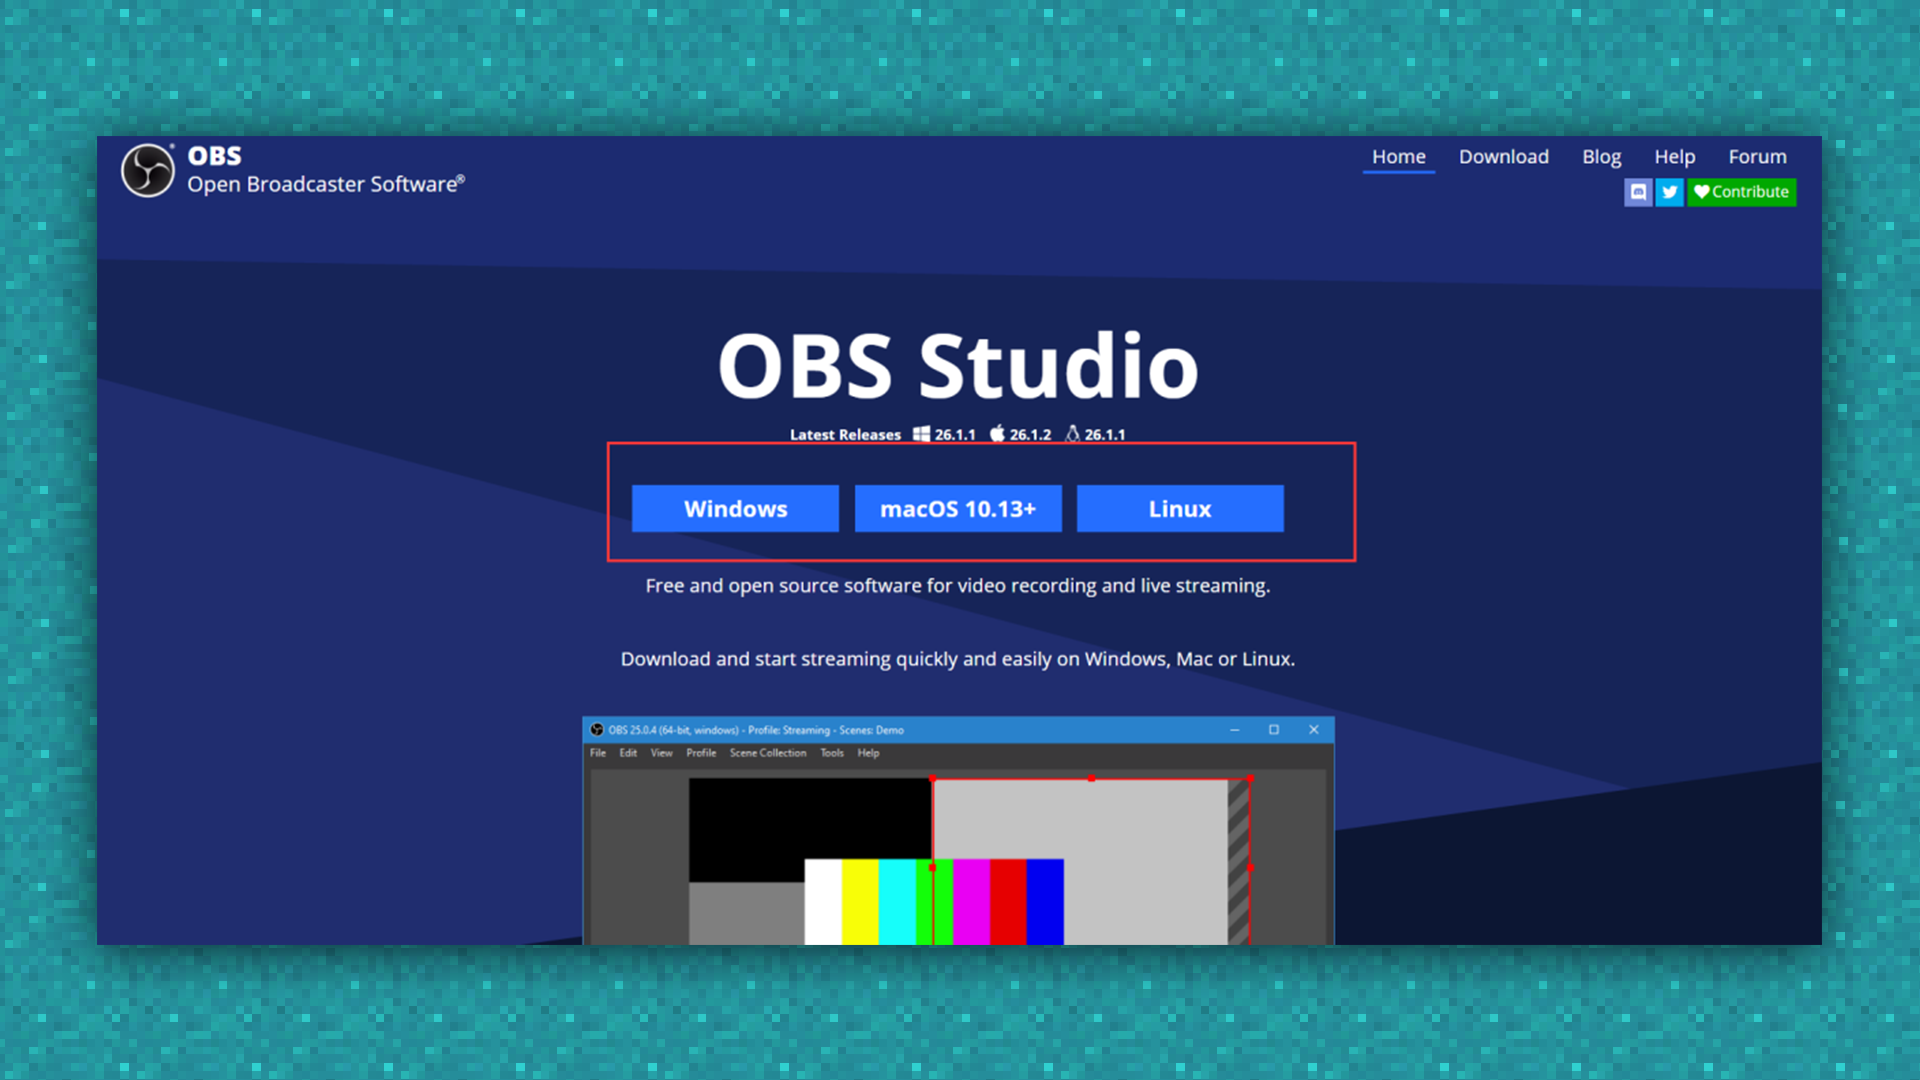 OBS
Open Broadcaster Software®
Home Download Blog Help Forum
Contribute
OBS Studio
Latest Releases 26.1.1 26.1.2 26.1.1
Windows macOS 10.13+ Linux
Free and open source software for video recording and live streaming.
Download and start streaming quickly and easily on Windows, Mac or Linux.
OBS 25.0.4 (64-bit, windows) - Profile: Streaming - Scenes: Demo
File Edit View Profile Scene Collection Tools Help